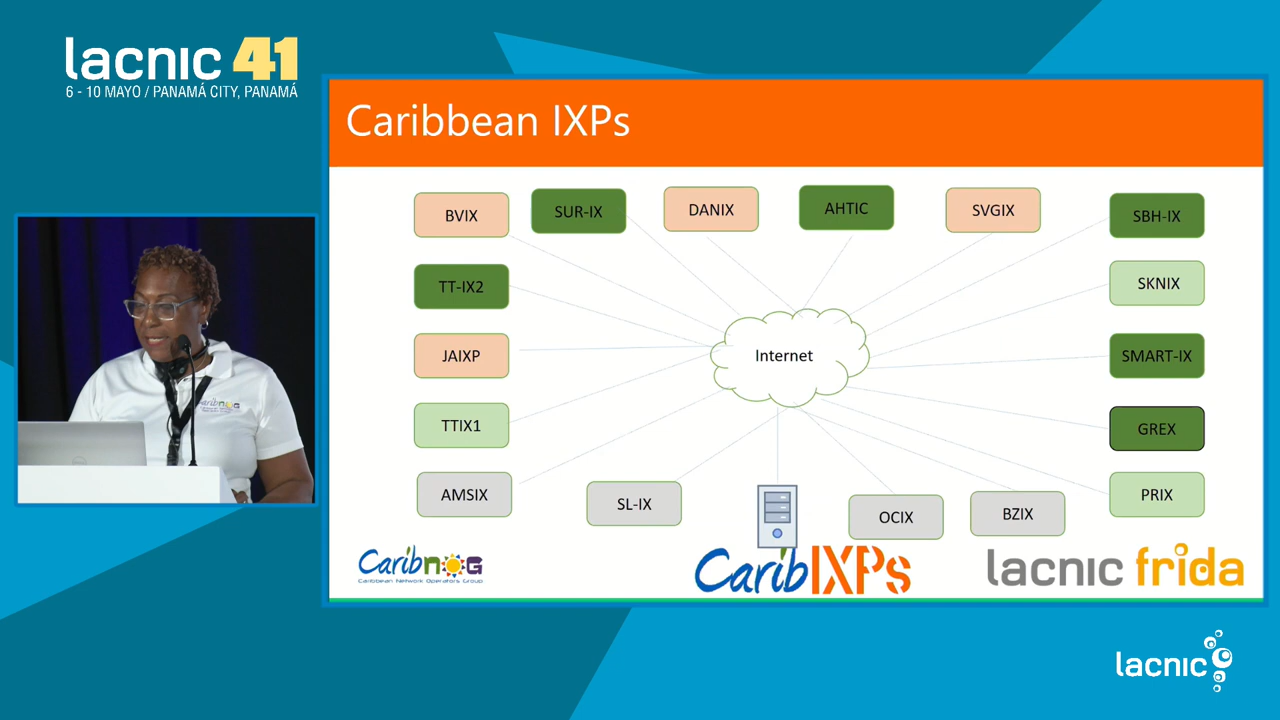 lacnic 41
6 - 10 MAYO / PANAMÁ CITY, PANAMÁ
Caribbean IXPs
BVIX
SUR-IX
DANIX
AHTIC
SVGIX
SBH-IX
TT-IX2
SKNIX
JAIXP
Internet
SMART-IX
TTIX1
GREX
AMSIX
SL-IX
OCIX
BZIX
PRIX
CaribNOG
Caribbean Network Operators Group
CaribIXPs
lacnic frida
CaribNOG
lacnic